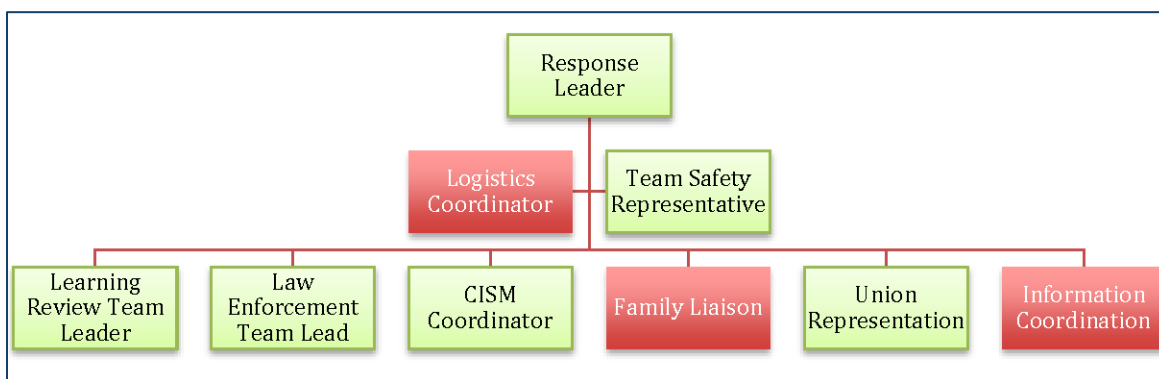 Response
Leader
Logistics
Coordinator
Team Safety
Representative
Learning
Review Team
Leader
Law
Enforcement
Team Lead
CISM
Coordinator
Family Liaison
Union
Representation
Information
Coordination